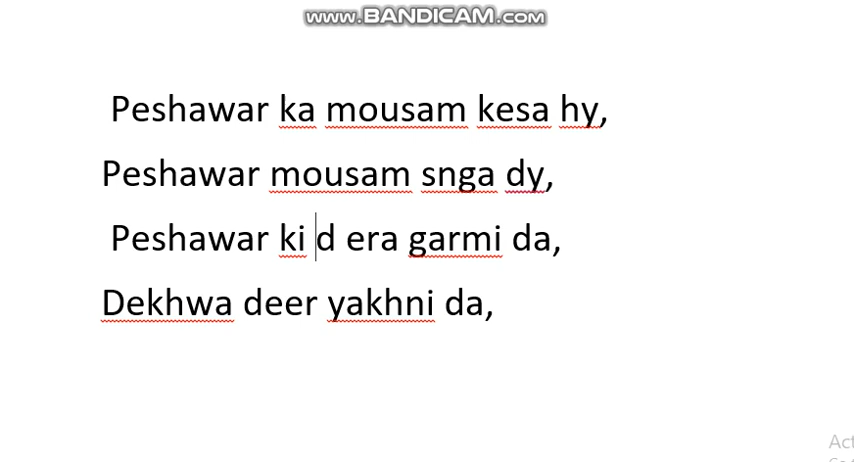 www.BANDICAM.com
Peshawar ka mousam kesa hy,
Peshawar mousam snga dy,
Peshawar ki d era garmi da,
Dekhwa deer yakhni da,
Act